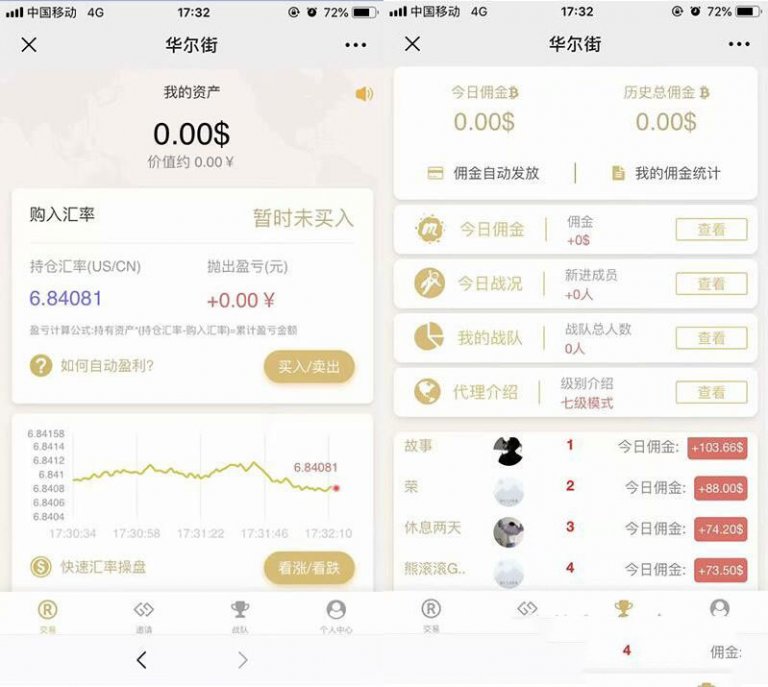 中国移动 4G 17:32 72%
华尔街
我的资产
0.00$
价值约 0.00 ¥
购入汇率 暂时未买入
持仓汇率(US/CN) 抛出盈亏(元)
6.84081 +0.00 ¥
盈亏计算公式:持有资产*(持仓汇率-购入汇率)=累计盈亏金额
如何自动盈利? 买入/卖出
6.84158
6.8414
6.8412
6.841
6.8408
6.8406
6.8404
6.84081
17:30:34 17:30:58 17:31:22 17:31:46 17:32:10
快速汇率操盘 看涨/看跌
交易 邀请 战队 个人中心
中国移动 4G 17:32 72%
华尔街
今日佣金 历史总佣金
0.00$ 0.00$
佣金自动发放 我的佣金统计
今日佣金 佣金 查看
+0$
今日战况 新进成员 查看
+0人
我的战队 战队总人数 查看
0人
代理介绍 级别介绍 查看
七级模式
故事 1 今日佣金: +103.66$
荣 2 今日佣金: +88.00$
休息两天 3 今日佣金: +74.20$
熊滚滚G.. 4 今日佣金: +73.50$
交易
4 佣金: